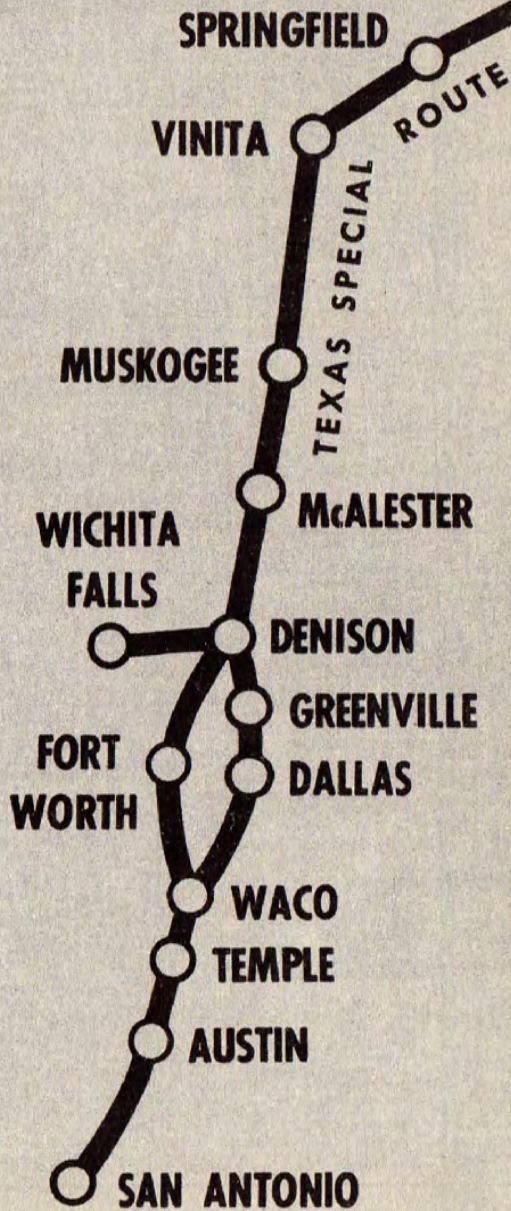 SPRINGFIELD
VINITA
TEXAS SPECIAL ROUTE
MUSKOGEE
McALESTER
WICHITA
FALLS
DENISON
GREENVILLE
FORT
WORTH
DALLAS
WACO
TEMPLE
AUSTIN
SAN ANTONIO